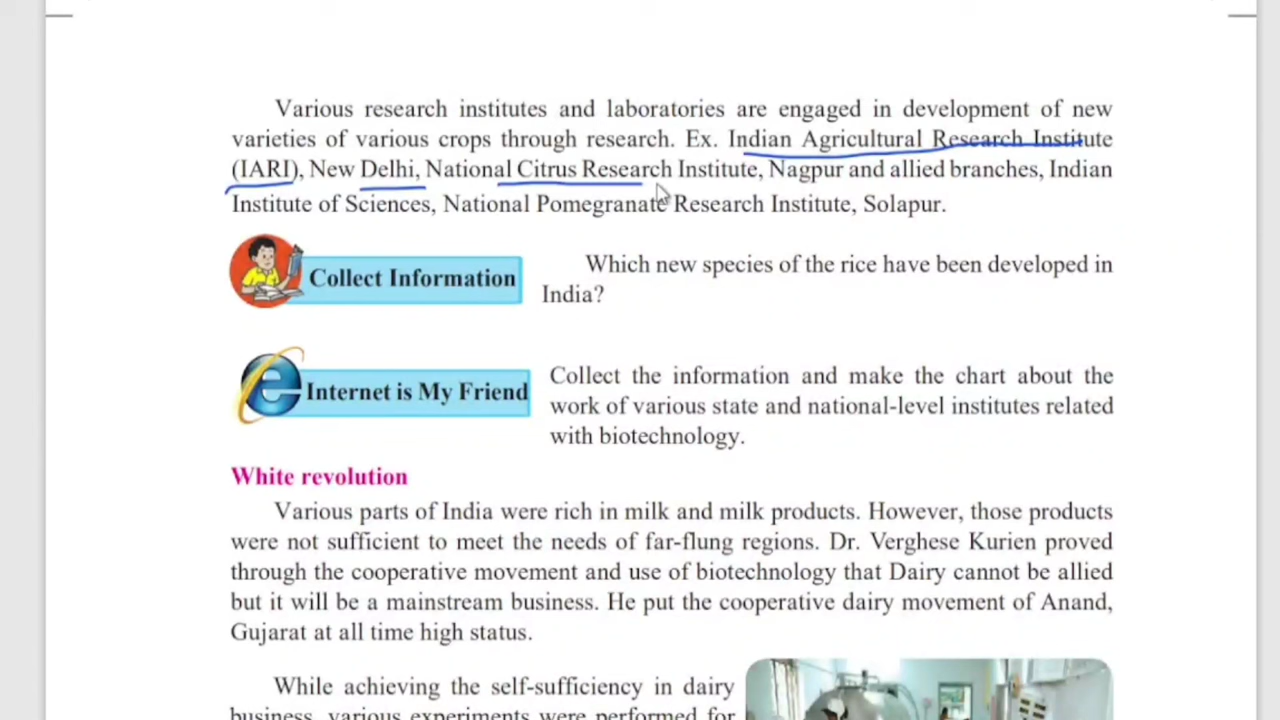 Various research institutes and laboratories are engaged in development of new
varieties of various crops through research. Ex. Indian Agricultural Research Institute
(IARI), New Delhi, National Citrus Research Institute, Nagpur and allied branches, Indian
Institute of Sciences, National Pomegranate Research Institute, Solapur.
Collect Information
Which new species of the rice have been developed in
India?
Internet is My Friend
Collect the information and make the chart about the
work of various state and national-level institutes related
with biotechnology.
White revolution
Various parts of India were rich in milk and milk products. However, those products
were not sufficient to meet the needs of far-flung regions. Dr. Verghese Kurien proved
through the cooperative movement and use of biotechnology that Dairy cannot be allied
but it will be a mainstream business. He put the cooperative dairy movement of Anand,
Gujarat at all time high status.
While achieving the self-sufficiency in dairy
business, various experiments were performed for